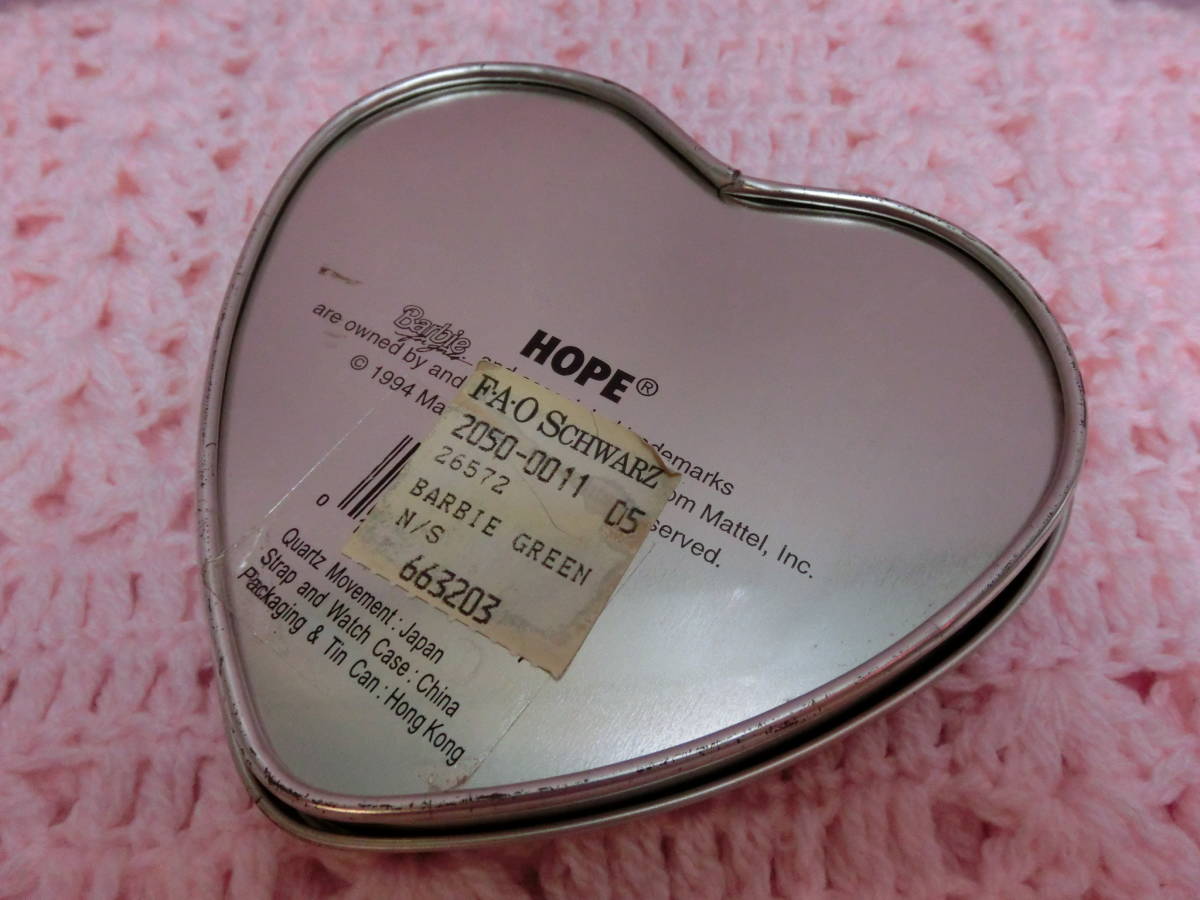 HOPE®
Barbie and
are owned by and
demarks
© 1994 Ma
om Mattel, Inc.
served.
F·A·O SCHWARZ
2050-0011 05
26572
BARBIE GREEN
N/S
663203
0
Quartz Movement : Japan
Strap and Watch Case : China
Packaging & Tin Can : Hong Kong